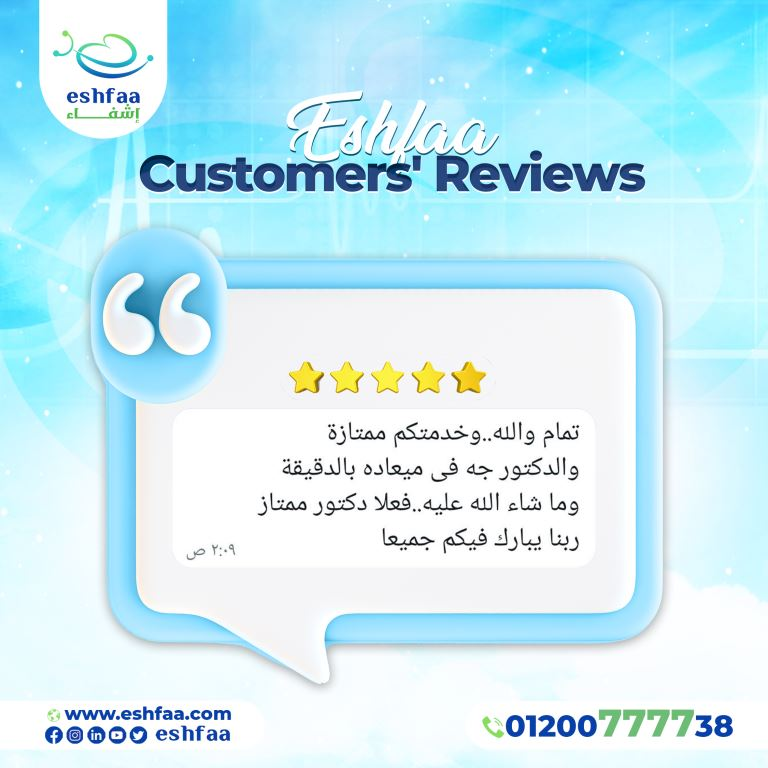 eshfaa
إشفاء
Eshfaa
Customers' Reviews
تمام والله..وخدمتكم ممتازة
والدكتور جه فى ميعاده بالدقيقة
وما شاء الله عليه..فعلا دكتور ممتاز
ربنا يبارك فيكم جميعا
٢:٠٩ ص
www.eshfaa.com
eshfaa
01200777738